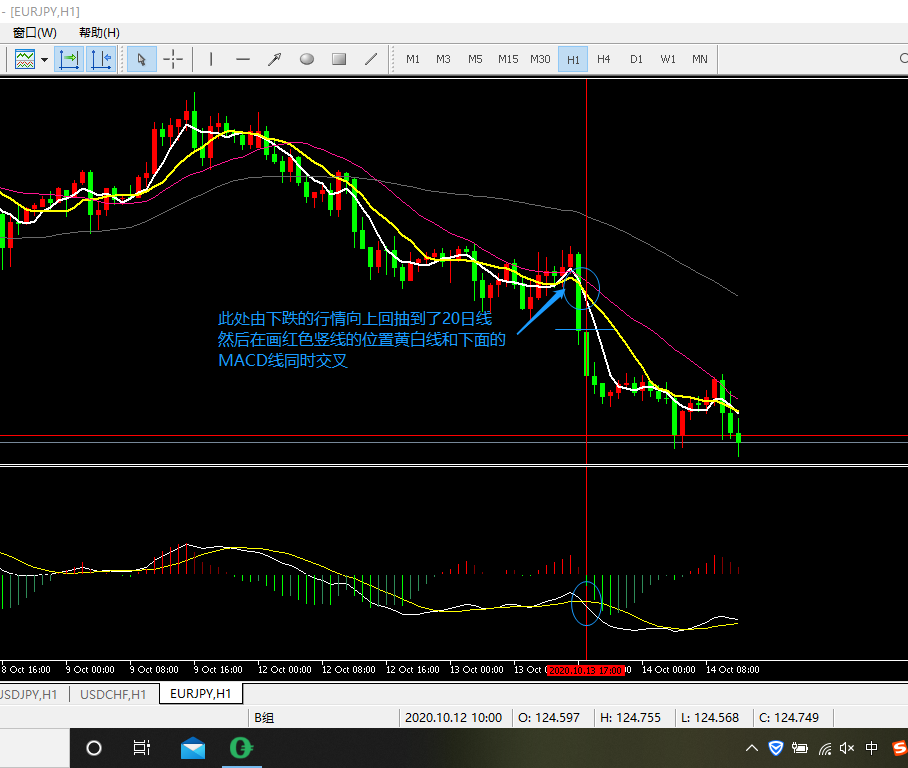 - [EURJPY,H1]
窗口(W) 帮助(H)
M1 M3 M5 M15 M30 H1 H4 D1 W1 MN
此处由下跌的行情向上回抽到了20日线
然后在画红色竖线的位置黄白线和下面的
MACD线同时交叉
8 Oct 16:00 9 Oct 00:00 9 Oct 08:00 9 Oct 16:00 12 Oct 00:00 12 Oct 08:00 12 Oct 16:00 13 Oct 00:00 13 Oct 2020.10.13 17:00 14 Oct 00:00 14 Oct 08:00
USDJPY,H1 USDCHF,H1 EURJPY,H1
B组 2020.10.12 10:00 O: 124.597 H: 124.755 L: 124.568 C: 124.749
中